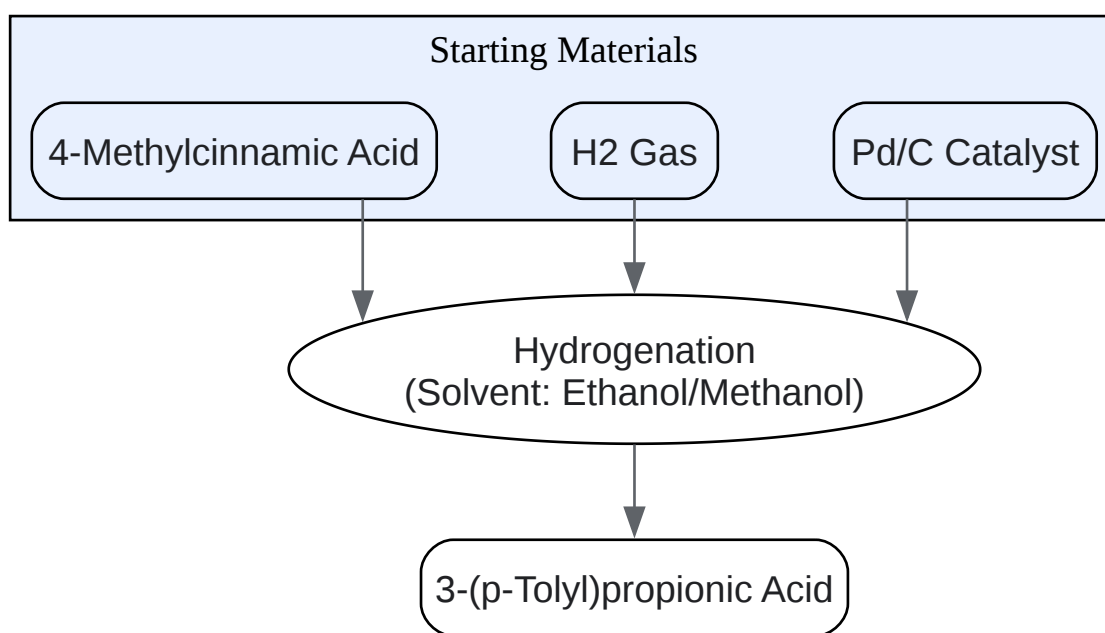 Starting Materials
4-Methylcinnamic Acid
H2 Gas
Pd/C Catalyst
Hydrogenation
(Solvent: Ethanol/Methanol)
3-(p-Tolyl)propionic Acid